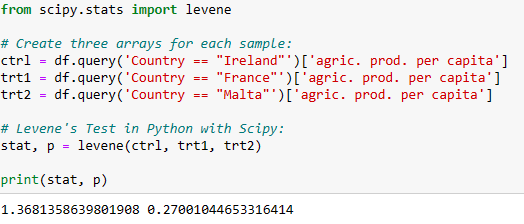 from scipy.stats import levene
# Create three arrays for each sample:
ctrl = df.query('Country == "Ireland"')['agric. prod. per capita']
trt1 = df.query('Country == "France"')['agric. prod. per capita']
trt2 = df.query('Country == "Malta"')['agric. prod. per capita']
# Levene's Test in Python with Scipy:
stat, p = levene(ctrl, trt1, trt2)
print(stat, p)
1.3681358639801908 0.27001044653316414